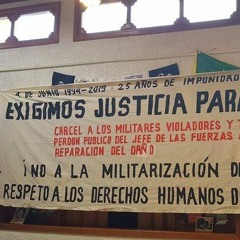 4 DE JUNIO 1994-2019 - 25 AÑOS DE IMPUNIDAD
EXIGIMOS JUSTICIA PARA
CARCEL A LOS MILITARES VIOLADORES Y
PERDON PUBLICO DEL JEFE DE LAS FUERZAS
REPARACION DEL DAÑO
¡NO A LA MILITARIZACIÓN DE
RESPETO A LOS DERECHOS HUMANOS D